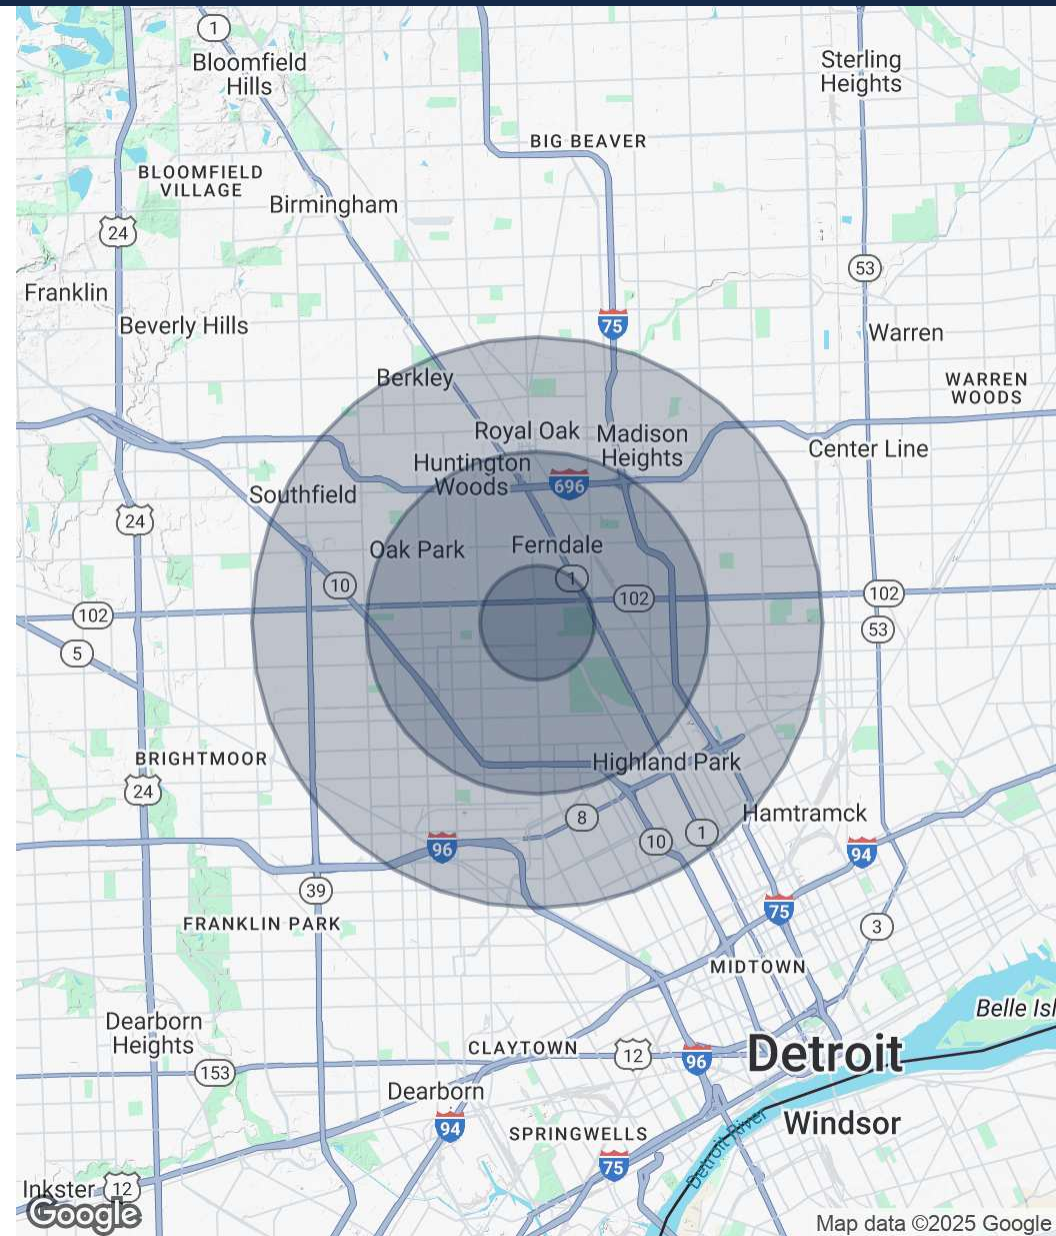 1
Bloomfield
Hills
Sterling
Heights
BIG BEAVER
BLOOMFIELD
VILLAGE
Birmingham
24
53
Franklin
Beverly Hills
75
Warren
Berkley
WARREN
WOODS
Royal Oak
Madison
Heights
Center Line
Huntington
Woods
696
Southfield
24
Oak Park
Ferndale
10
1
102
102
102
5
53
BRIGHTMOOR
Highland Park
24
8
Hamtramck
10
1
96
94
39
75
FRANKLIN PARK
3
MIDTOWN
Belle Isl
Dearborn
Heights
CLAYTOWN
12
96
Detroit
153
Dearborn
94
SPRINGWELLS
Windsor
75
Detroit River
Inkster
12
Google
Map data ©2025 Google